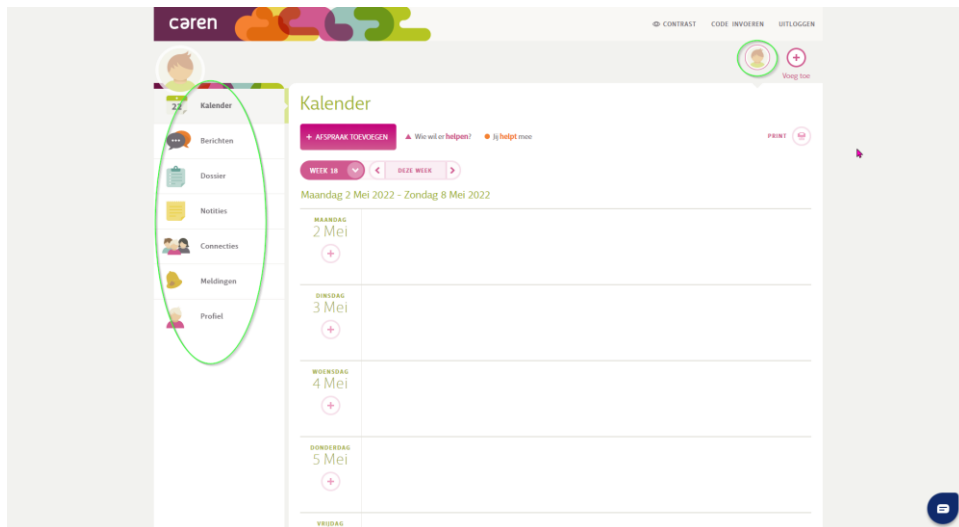 caren
CONTRAST CODE INVOEREN UITLOGGEN
Voeg toe
22 Kalender
Berichten
Dossier
Notities
Connecties
Meldingen
Profiel
Kalender
+ AFSPRAAK TOEVOEGEN Wie wil er helpen? Jij helpt mee PRINT
WEEK 18 DEZE WEEK
Maandag 2 Mei 2022 - Zondag 8 Mei 2022
MAANDAG
2 Mei
+
DINSDAG
3 Mei
+
WOENSDAG
4 Mei
+
DONDERDAG
5 Mei
+
VRIJDAG